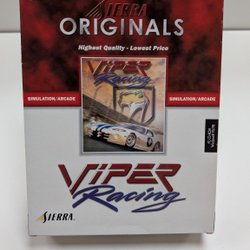 SIERRA
ORIGINALS
Highest Quality - Lowest Price
VIPER
Racing
SIMULATION/ARCADE
SIMULATION/ARCADE
VIPER
Racing
SIERRA